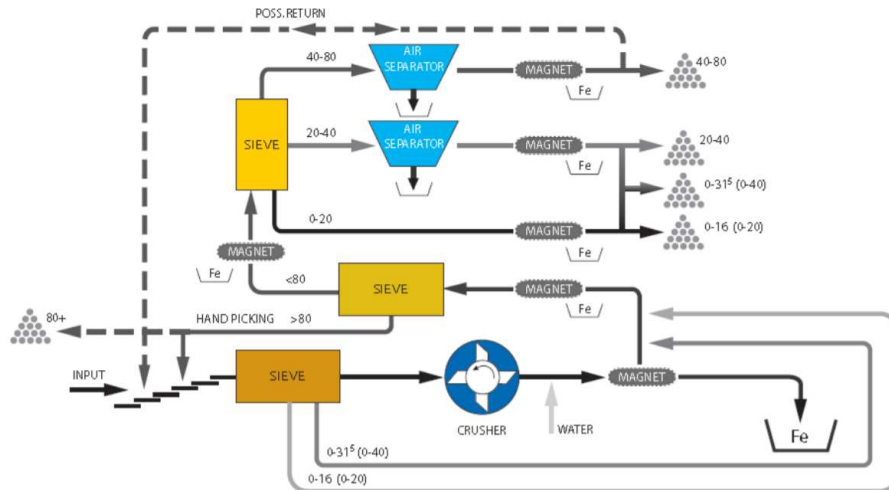 POSS. RETURN
40-80
AIR
SEPARATOR
MAGNET
Fe
40-80
SIEVE
20-40
AIR
SEPARATOR
MAGNET
Fe
20-40
0-31⁵ (0-40)
0-20
MAGNET
Fe
0-16 (0-20)
MAGNET
Fe
<80
SIEVE
MAGNET
Fe
80+
HAND PICKING >80
INPUT
SIEVE
CRUSHER
WATER
MAGNET
Fe
0-31⁵ (0-40)
0-16 (0-20)